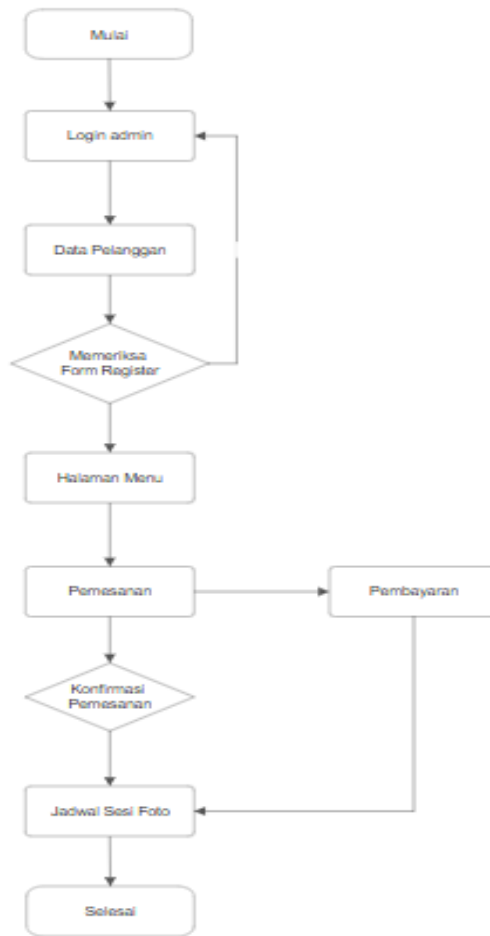 Mulai
Login admin
Data Pelanggan
Memeriksa
Form Register
Halaman Menu
Pemesanan
Pembayaran
Konfirmasi
Pemesanan
Jadwal Sesi Foto
Selesai